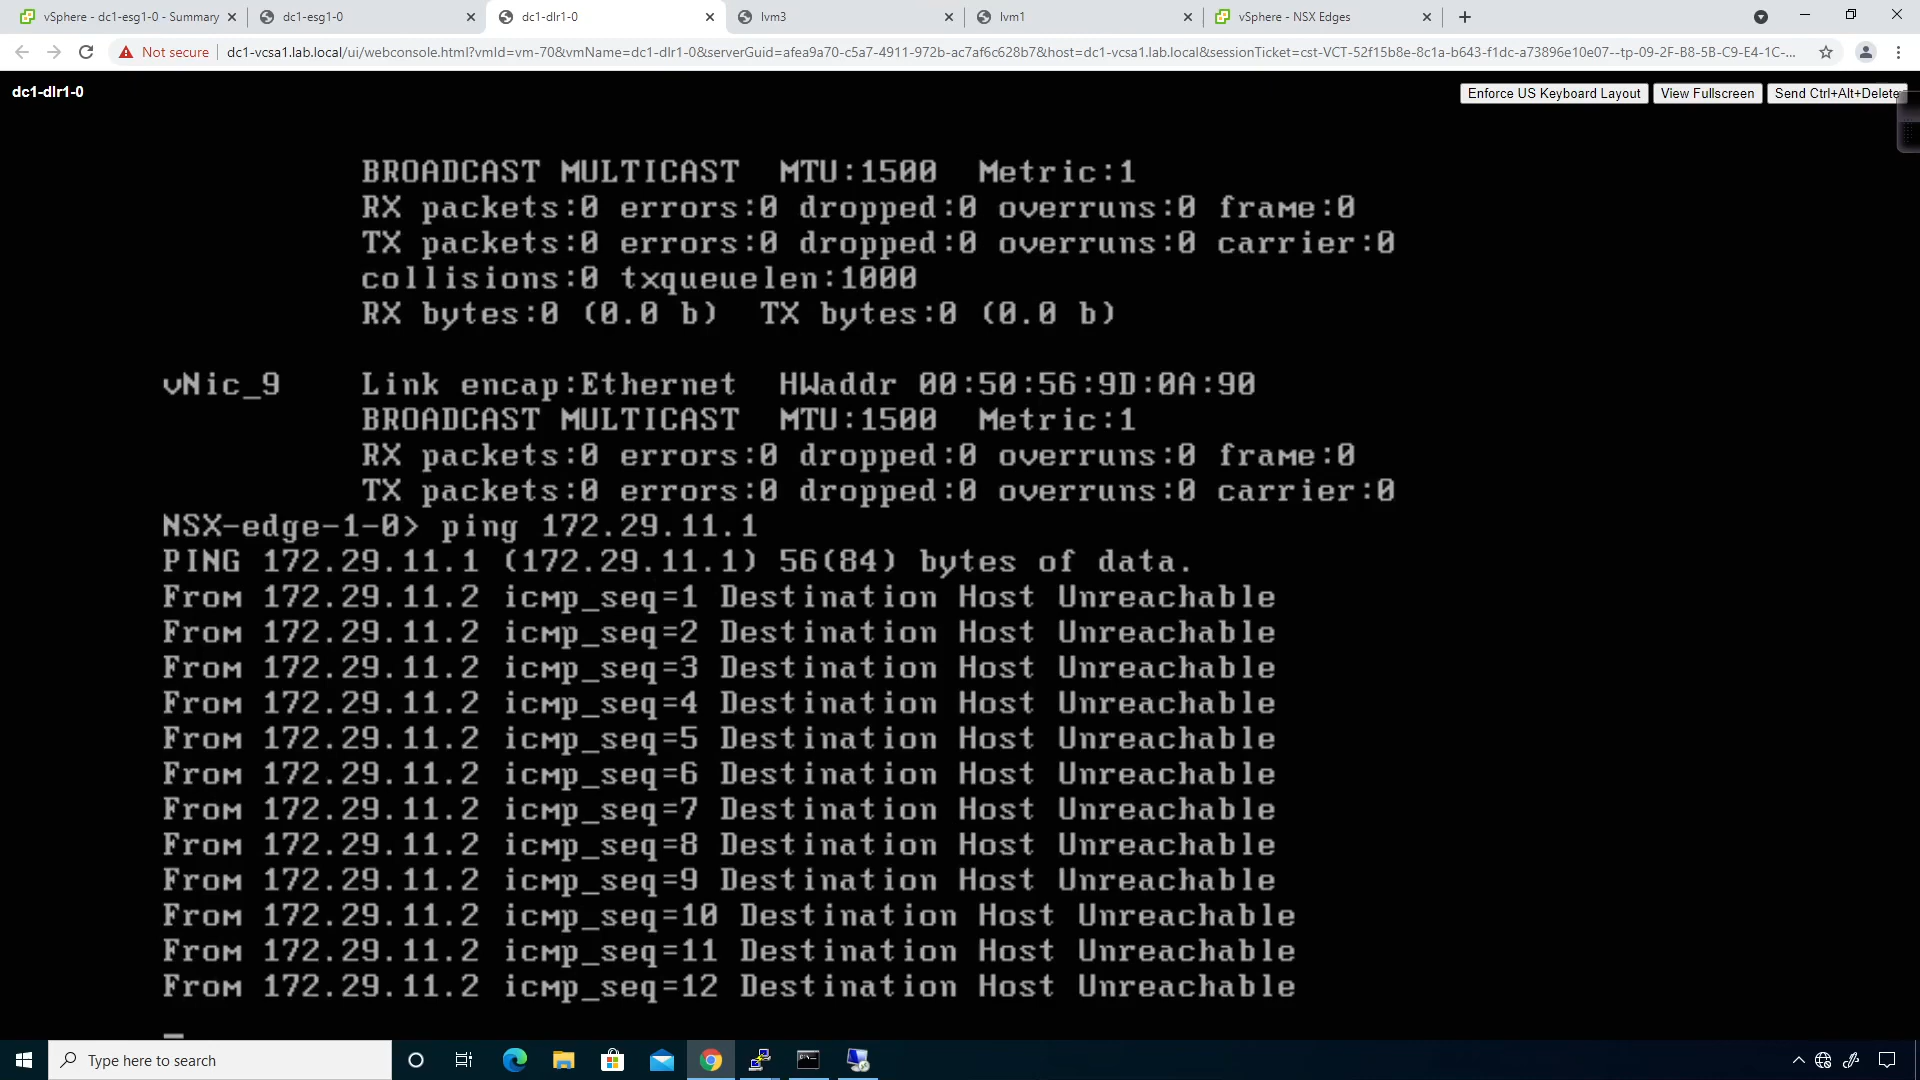 vSphere - dc1-esg1-0 - Summary
dc1-esg1-0
dc1-dlr1-0
lvm3
lvm1
vSphere - NSX Edges
Not secure
dc1-vcsa1.lab.local/ui/webconsole.html?vmId=vm-70&vmName=dc1-dlr1-0&serverGuid=afea9a70-c5a7-4911-972b-ac7af6c628b7&host=dc1-vcsa1.lab.local&sessionTicket=cst-VCT-52f15b8e-8c1a-b643-f1dc-a73896e10e07--tp-09-2F-B8-5B-C9-E4-1C-...
dc1-dlr1-0
Enforce US Keyboard Layout
View Fullscreen
Send Ctrl+Alt+Delete
BROADCAST MULTICAST  MTU:1500  Metric:1
RX packets:0 errors:0 dropped:0 overruns:0 frame:0
TX packets:0 errors:0 dropped:0 overruns:0 carrier:0
collisions:0 txqueuelen:1000
RX bytes:0 (0.0 b)  TX bytes:0 (0.0 b)
vNic_9    Link encap:Ethernet  HWaddr 00:50:56:9D:0A:90
BROADCAST MULTICAST  MTU:1500  Metric:1
RX packets:0 errors:0 dropped:0 overruns:0 frame:0
TX packets:0 errors:0 dropped:0 overruns:0 carrier:0
NSX-edge-1-0> ping 172.29.11.1
PING 172.29.11.1 (172.29.11.1) 56(84) bytes of data.
From 172.29.11.2 icmp_seq=1 Destination Host Unreachable
From 172.29.11.2 icmp_seq=2 Destination Host Unreachable
From 172.29.11.2 icmp_seq=3 Destination Host Unreachable
From 172.29.11.2 icmp_seq=4 Destination Host Unreachable
From 172.29.11.2 icmp_seq=5 Destination Host Unreachable
From 172.29.11.2 icmp_seq=6 Destination Host Unreachable
From 172.29.11.2 icmp_seq=7 Destination Host Unreachable
From 172.29.11.2 icmp_seq=8 Destination Host Unreachable
From 172.29.11.2 icmp_seq=9 Destination Host Unreachable
From 172.29.11.2 icmp_seq=10 Destination Host Unreachable
From 172.29.11.2 icmp_seq=11 Destination Host Unreachable
From 172.29.11.2 icmp_seq=12 Destination Host Unreachable
Type here to search